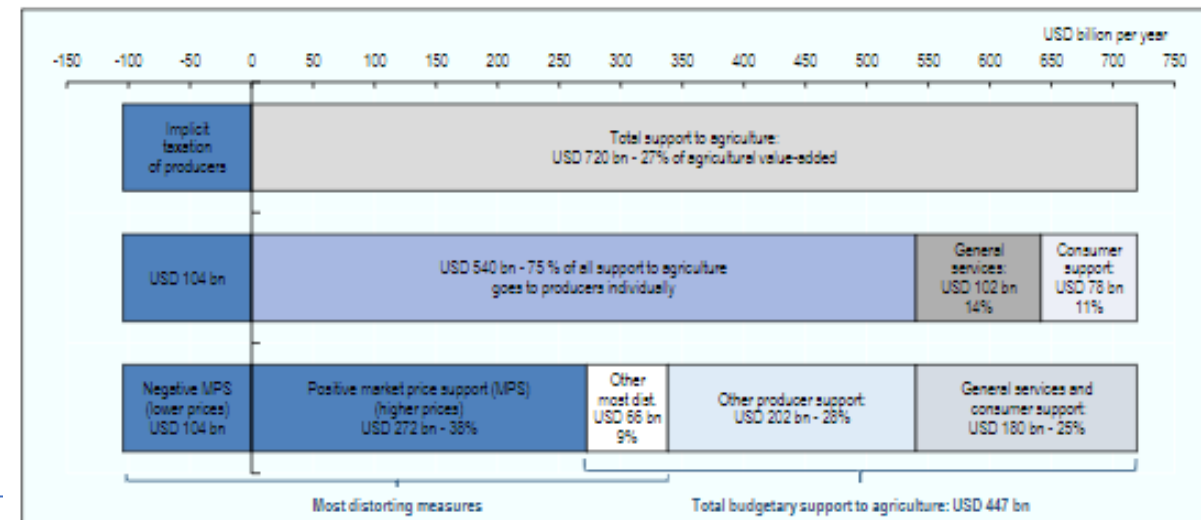 USD billion per year
-150 -100 -50 0 50 100 150 200 250 300 350 400 450 500 540 600 650 700 750
Implicit
taxation
of producers
Total support to agriculture:
USD 720 bn - 27% of agricultural value-added
USD 104 bn
USD 540 bn - 75 % of all support to agriculture
goes to producers individually
General
services:
USD 102 bn
14%
Consumer
support:
USD 78 bn
11%
Negative MPS
(lower prices)
USD 104 bn
Positive market price support (MPS)
(higher prices)
USD 272 bn - 38%
Other
most dist.
USD 66 bn
9%
Other producer support:
USD 202 bn - 28%
General services and
consumer support:
USD 180 bn - 25%
Most distorting measures
Total budgetary support to agriculture: USD 447 bn